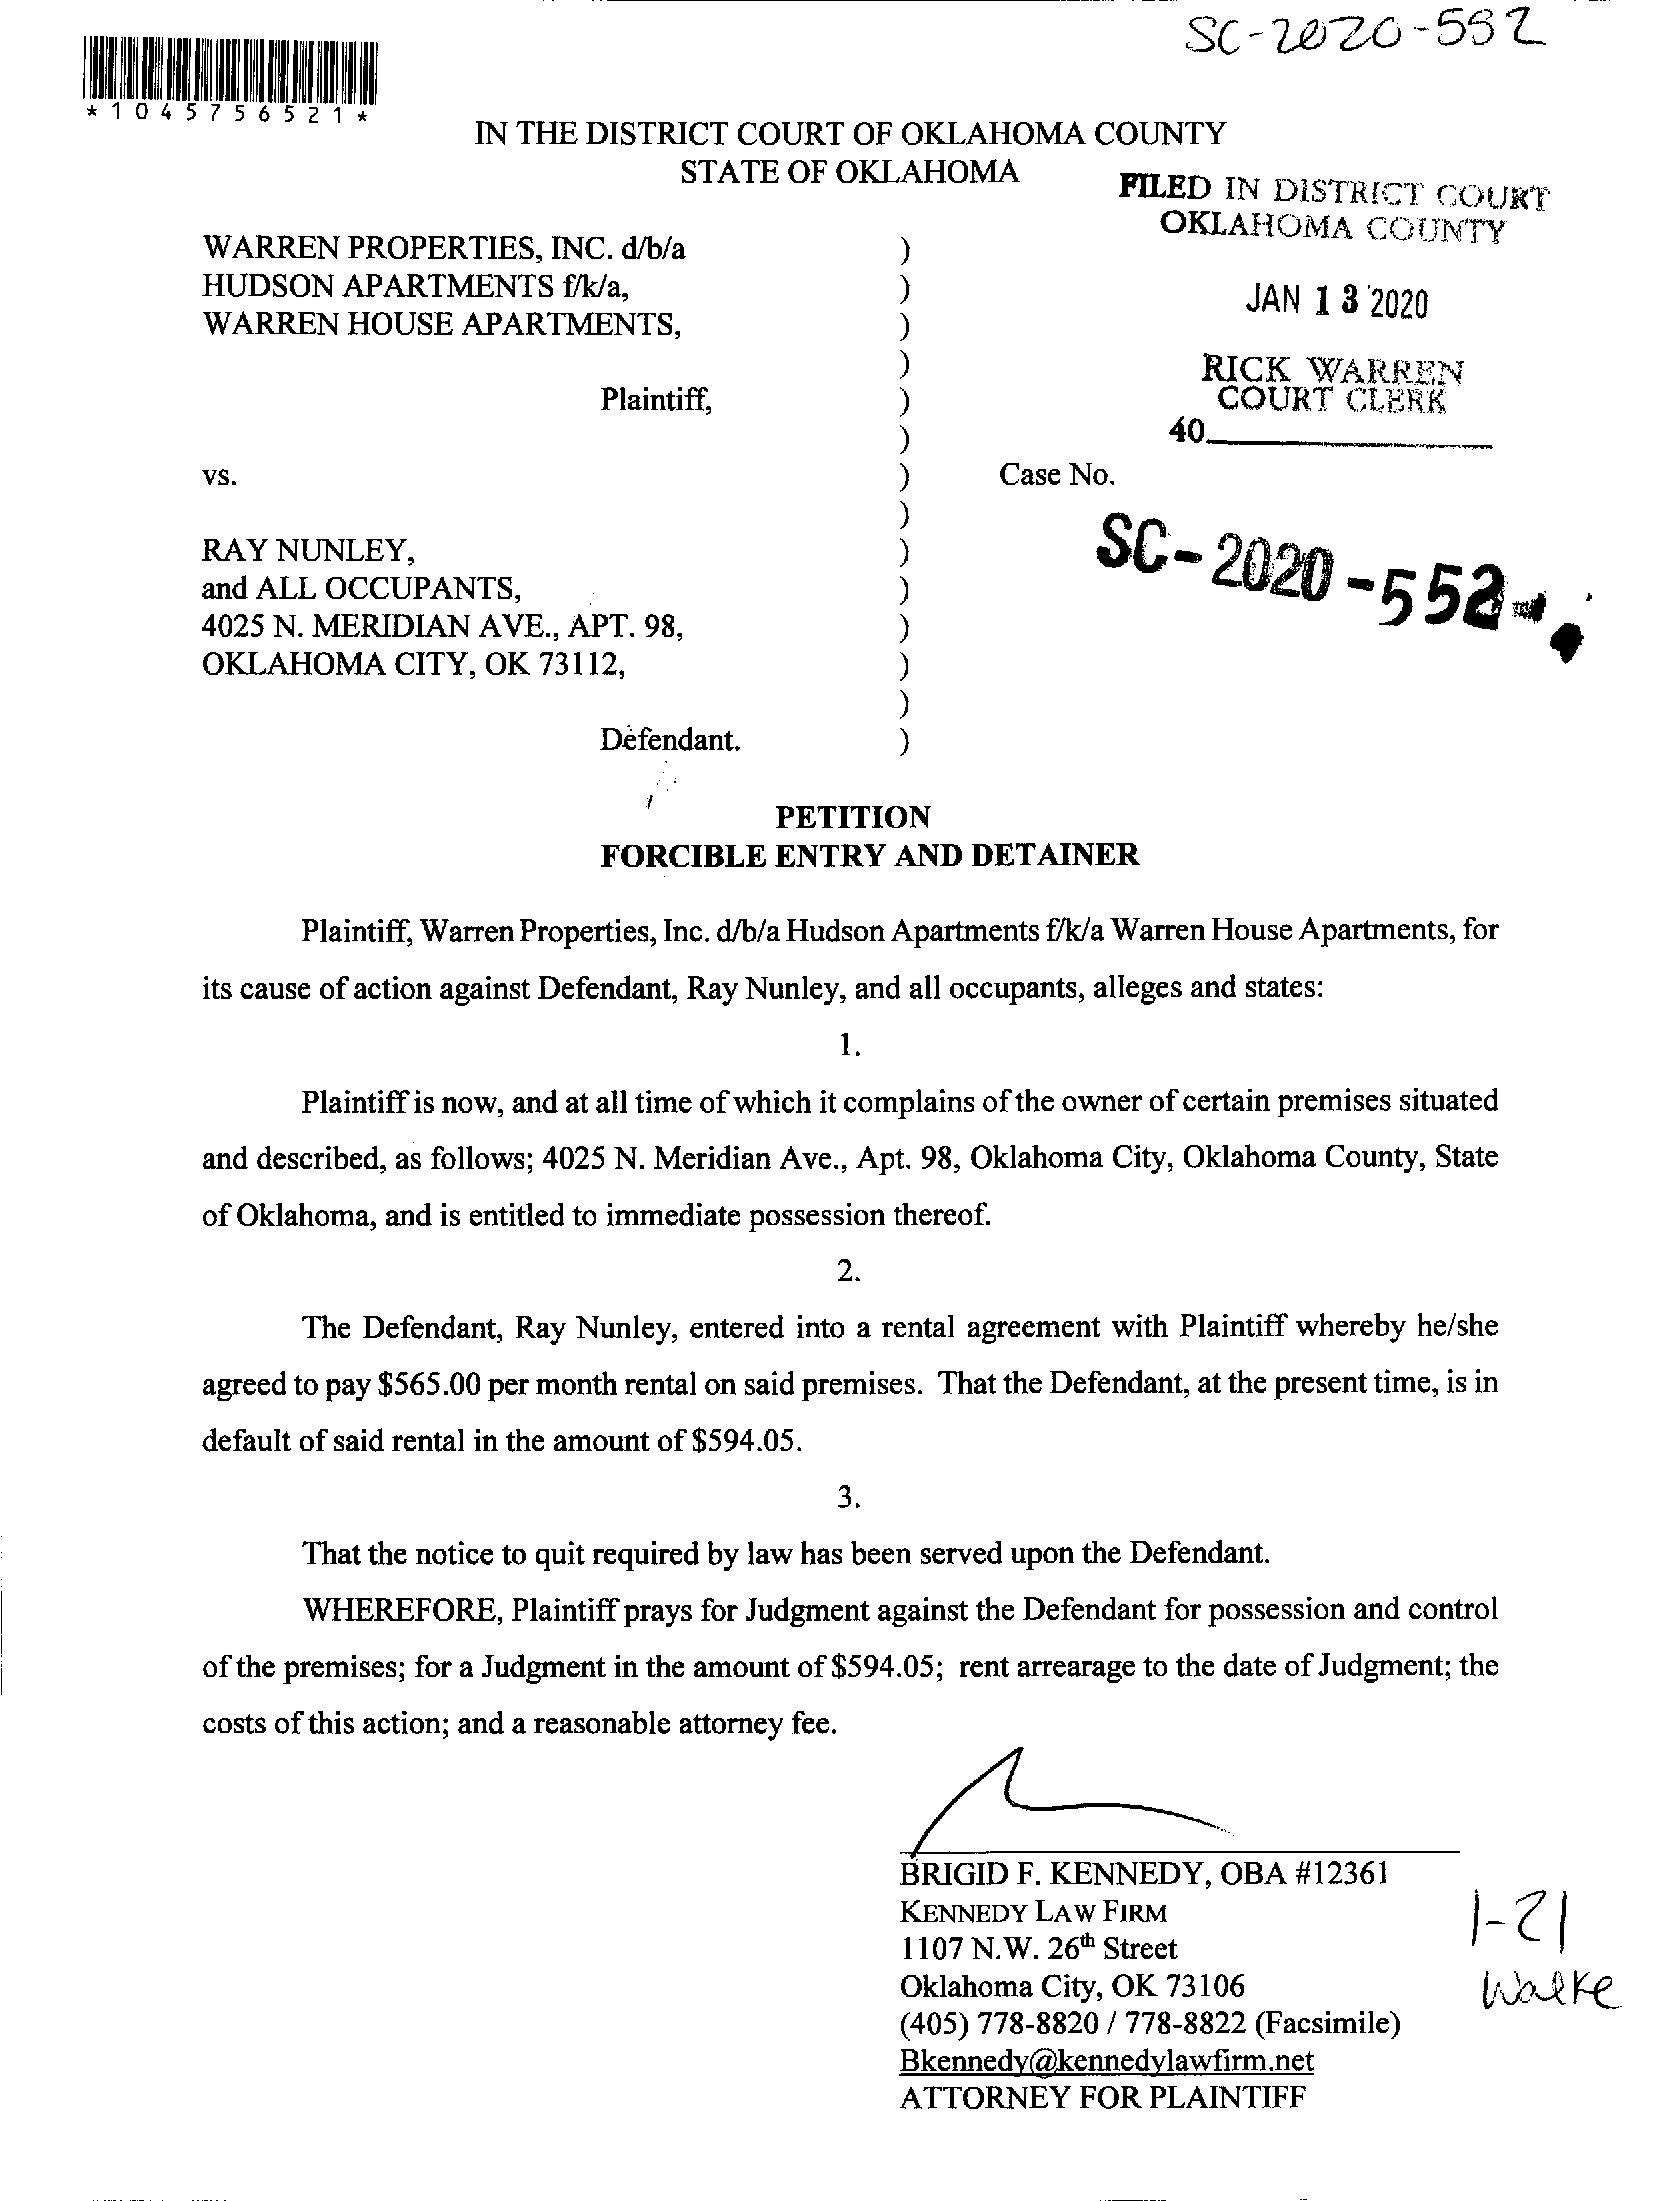 SC-2020-552
*1045756521*
IN THE DISTRICT COURT OF OKLAHOMA COUNTY
STATE OF OKLAHOMA
FILED IN DISTRICT COURT
OKLAHOMA COUNTY
JAN 13 2020
RICK WARREN
COURT CLERK
40
WARREN PROPERTIES, INC. d/b/a )
HUDSON APARTMENTS f/k/a, )
WARREN HOUSE APARTMENTS, )
)
Plaintiff, )
)
vs. ) Case No.
)
SC-2020-552
RAY NUNLEY, )
and ALL OCCUPANTS, )
4025 N. MERIDIAN AVE., APT. 98, )
OKLAHOMA CITY, OK 73112, )
)
Defendant. )
PETITION
FORCIBLE ENTRY AND DETAINER
Plaintiff, Warren Properties, Inc. d/b/a Hudson Apartments f/k/a Warren House Apartments, for
its cause of action against Defendant, Ray Nunley, and all occupants, alleges and states:
1.
Plaintiff is now, and at all time of which it complains of the owner of certain premises situated
and described, as follows; 4025 N. Meridian Ave., Apt. 98, Oklahoma City, Oklahoma County, State
of Oklahoma, and is entitled to immediate possession thereof.
2.
The Defendant, Ray Nunley, entered into a rental agreement with Plaintiff whereby he/she
agreed to pay $565.00 per month rental on said premises. That the Defendant, at the present time, is in
default of said rental in the amount of $594.05.
3.
That the notice to quit required by law has been served upon the Defendant.
WHEREFORE, Plaintiff prays for Judgment against the Defendant for possession and control
of the premises; for a Judgment in the amount of $594.05; rent arrearage to the date of Judgment; the
costs of this action; and a reasonable attorney fee.
BRIGID F. KENNEDY, OBA #12361
KENNEDY LAW FIRM
1107 N.W. 26th Street
Oklahoma City, OK 73106
(405) 778-8820 / 778-8822 (Facsimile)
Bkennedy@kennedylawfirm.net
ATTORNEY FOR PLAINTIFF
1-21
Walke